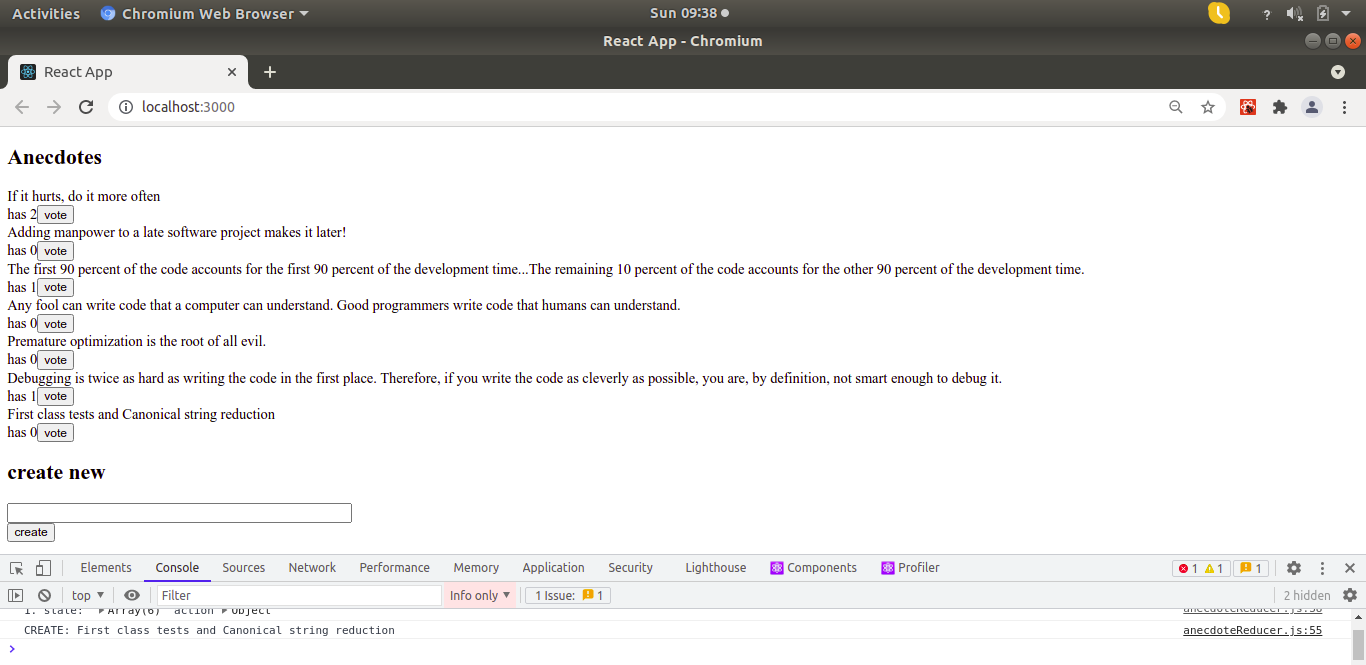 Activities Chromium Web Browser Sun 09:38
React App - Chromium
React App
localhost:3000
Anecdotes
If it hurts, do it more often
has 2 vote
Adding manpower to a late software project makes it later!
has 0 vote
The first 90 percent of the code accounts for the first 90 percent of the development time...The remaining 10 percent of the code accounts for the other 90 percent of the development time.
has 1 vote
Any fool can write code that a computer can understand. Good programmers write code that humans can understand.
has 0 vote
Premature optimization is the root of all evil.
has 0 vote
Debugging is twice as hard as writing the code in the first place. Therefore, if you write the code as cleverly as possible, you are, by definition, not smart enough to debug it.
has 1 vote
First class tests and Canonical string reduction
has 0 vote
create new
create
Elements Console Sources Network Performance Memory Application Security Lighthouse Components Profiler 1 1 1
top Filter Info only 1 Issue: 1 2 hidden
1. state: Array(6) action Object anecdoteReducer.js:50
CREATE: First class tests and Canonical string reduction anecdoteReducer.js:55